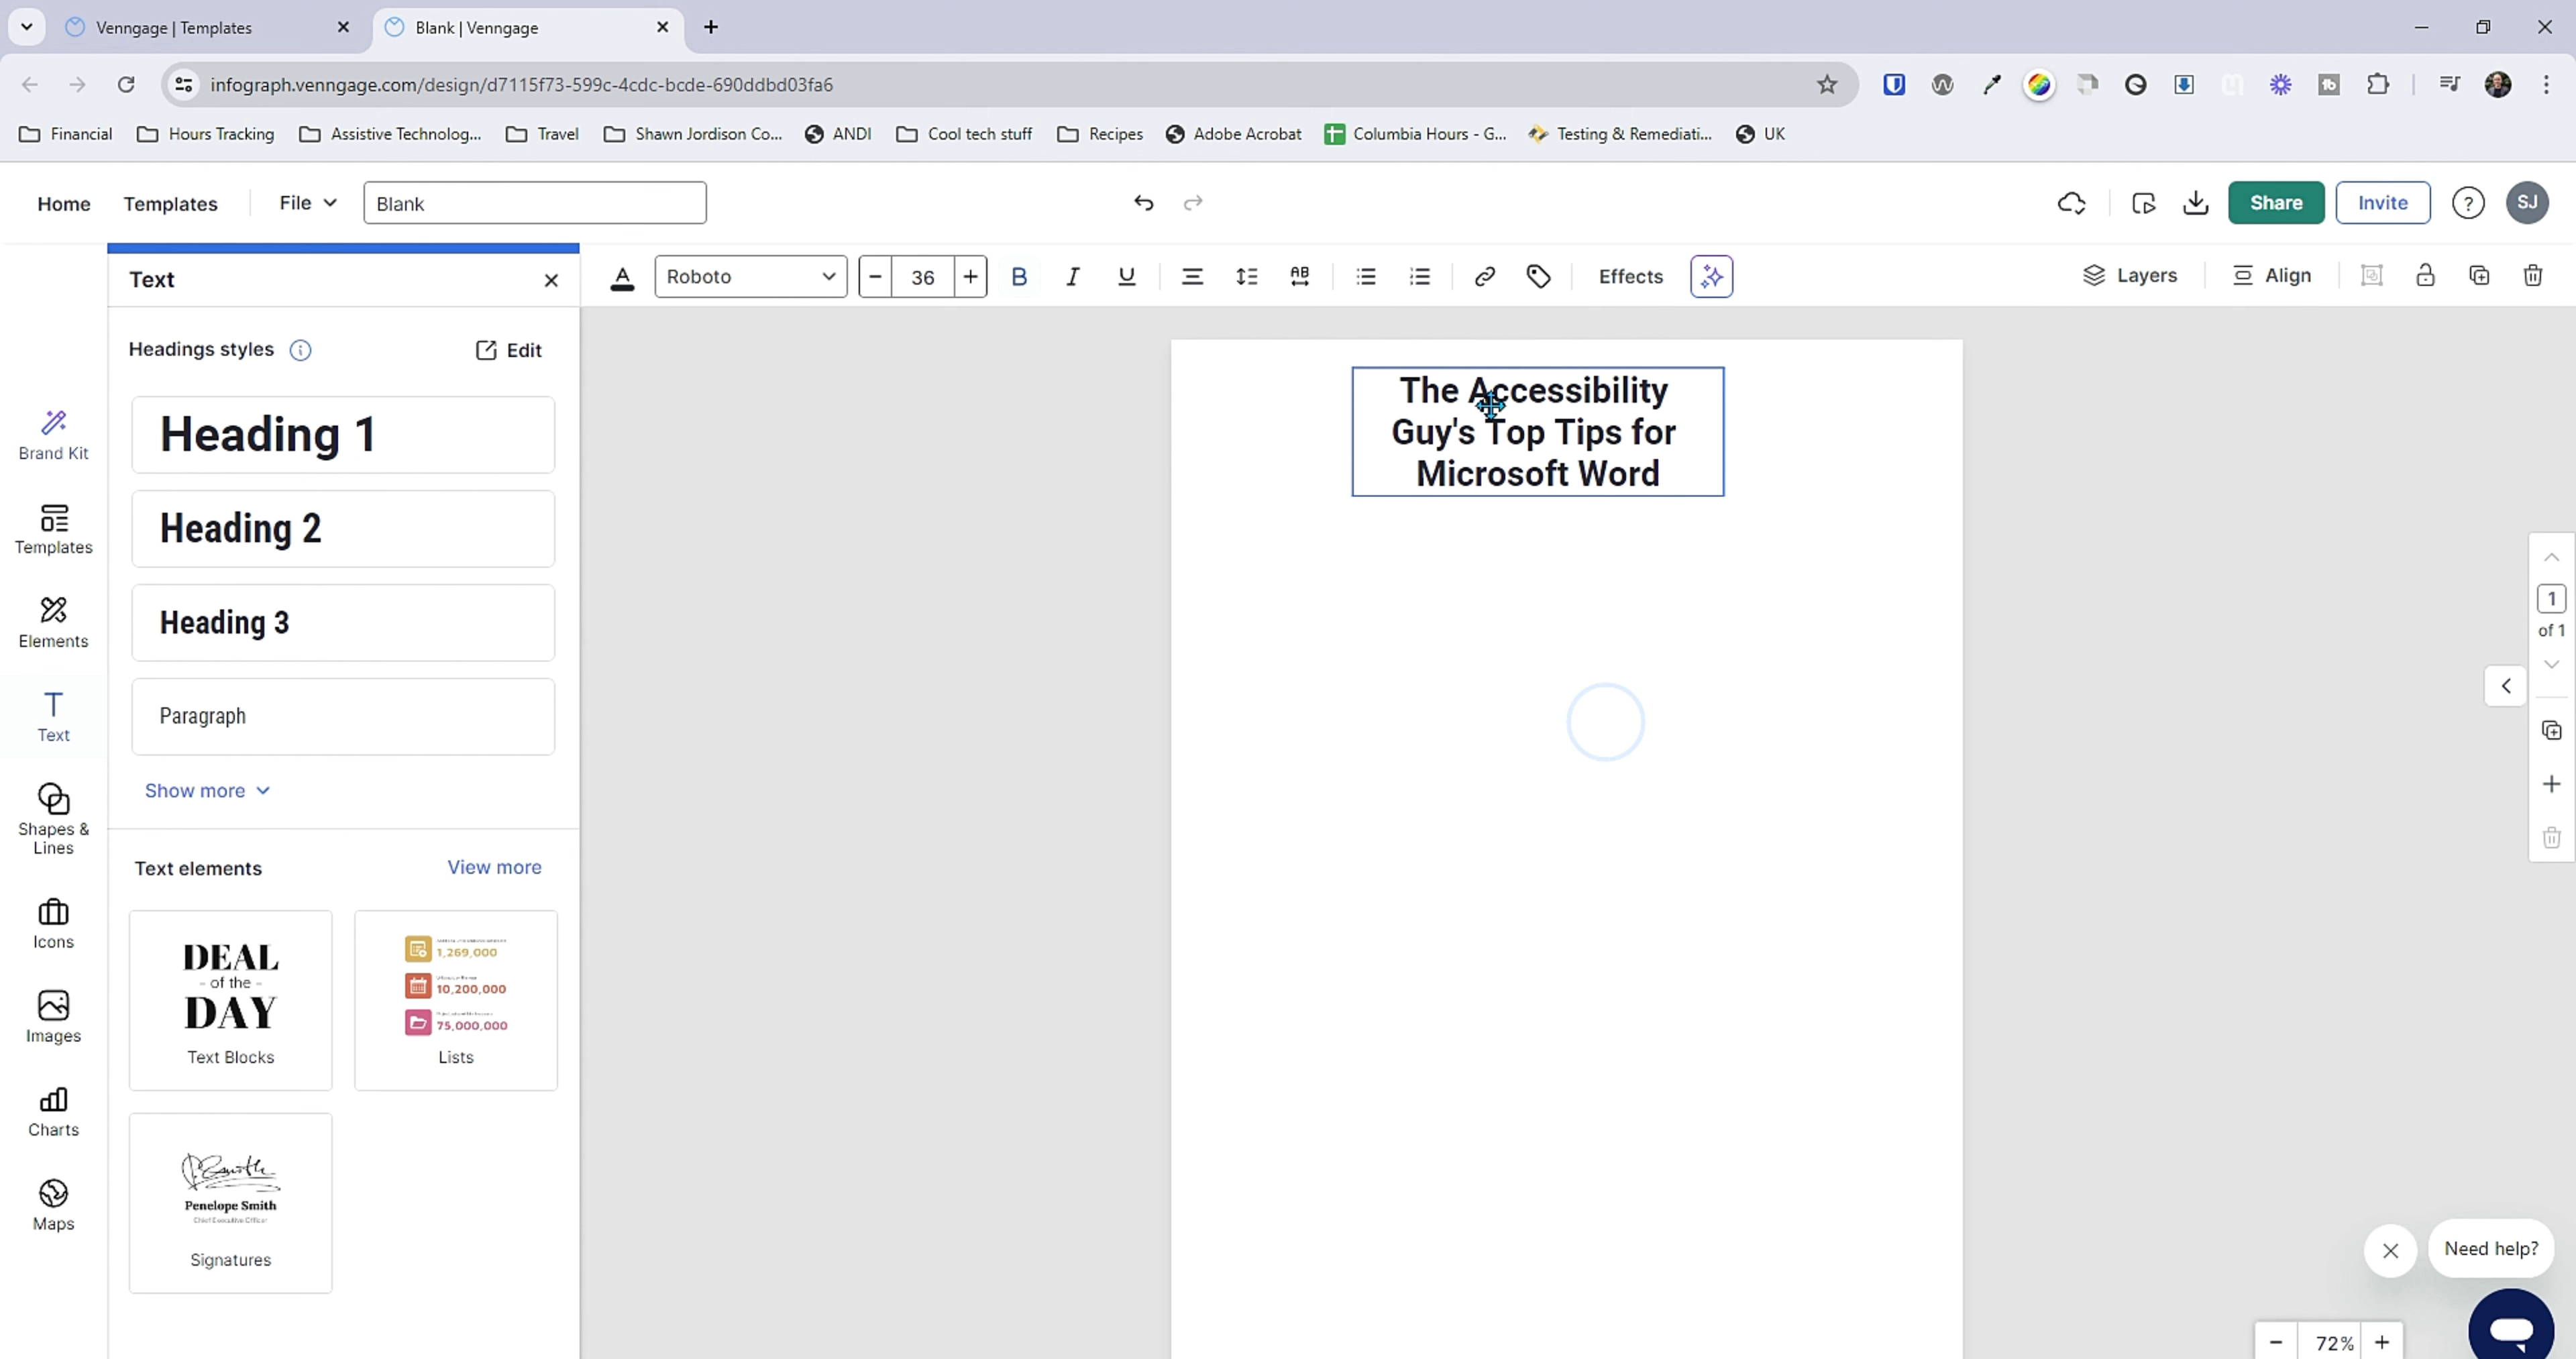 Venngage | Templates
Blank | Venngage
infograph.venngage.com/design/d7115f73-599c-4cdc-bcde-690ddbd03fa6
Financial
Hours Tracking
Assistive Technolog...
Travel
Shawn Jordison Co...
ANDI
Cool tech stuff
Recipes
Adobe Acrobat
Columbia Hours - G...
Testing & Remediati...
UK
Home
Templates
File
Blank
Share
Invite
?
SJ
Text
Roboto
36
B
I
U
AB
Effects
Layers
Align
Headings styles
Edit
Heading 1
Heading 2
Heading 3
Paragraph
Show more
Text elements
View more
DEAL
- of the -
DAY
Text Blocks
1,269,000
10,200,000
75,000,000
Lists
Penelope Smith
Chief Executive Officer
Signatures
Brand Kit
Templates
Elements
Text
Shapes &
Lines
Icons
Images
Charts
Maps
The Accessibility
Guy's Top Tips for
Microsoft Word
1
of 1
Need help?
72%